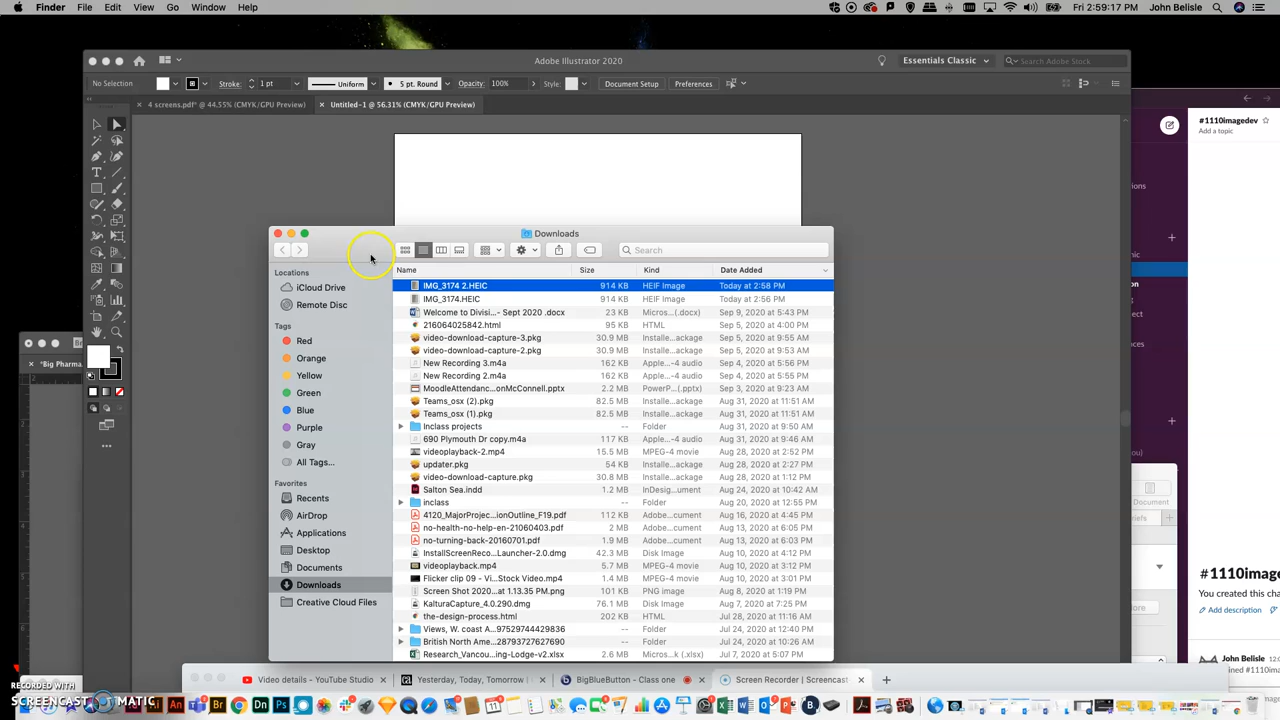 Finder File Edit View Go Window Help
2:59:17 PM John Belisle
Adobe Illustrator 2020
Essentials Classic
Search Adobe Stock
No Selection Stroke: 1 pt Uniform 5 pt. Round Opacity: 100% Style: Document Setup Preferences
× 4 screens.pdf* @ 44.55% (CMYK/GPU Preview) × Untitled-1 @ 56.31% (CMYK/GPU Preview)
#1110imagedev
Add a topic
Downloads
Search
Locations
iCloud Drive
Remote Disc
Tags
Red
Orange
Yellow
Green
Blue
Purple
Gray
All Tags...
Favorites
Recents
AirDrop
Applications
Desktop
Documents
Downloads
Creative Cloud Files
Name Size Kind Date Added
IMG_3174 2.HEIC 914 KB HEIF Image Today at 2:58 PM
IMG_3174.HEIC 914 KB HEIF Image Today at 2:56 PM
Welcome to Divisi... - Sept 2020 .docx 23 KB Micros...(.docx) Sep 9, 2020 at 5:43 PM
216064025842.html 95 KB HTML Sep 5, 2020 at 4:00 PM
video-download-capture-3.pkg 30.9 MB Installe...ackage Sep 5, 2020 at 9:55 AM
video-download-capture-2.pkg 30.9 MB Installe...ackage Sep 5, 2020 at 9:53 AM
New Recording 3.m4a 162 KB Apple-...4 audio Sep 4, 2020 at 5:56 PM
New Recording 2.m4a 162 KB Apple-...4 audio Sep 4, 2020 at 5:55 PM
MoodleAttendanc...onMcConnell.pptx 2.2 MB PowerP...(.pptx) Sep 3, 2020 at 9:23 AM
Teams_osx (2).pkg 82.5 MB Installe...ackage Aug 31, 2020 at 11:51 AM
Teams_osx (1).pkg 82.5 MB Installe...ackage Aug 31, 2020 at 11:51 AM
Inclass projects -- Folder Aug 31, 2020 at 9:50 AM
690 Plymouth Dr copy.m4a 117 KB Apple-...4 audio Aug 31, 2020 at 9:46 AM
videoplayback-2.mp4 15.5 MB MPEG-4 movie Aug 28, 2020 at 2:52 PM
updater.pkg 54 KB Installe...ackage Aug 28, 2020 at 2:27 PM
video-download-capture.pkg 30.8 MB Installe...ackage Aug 28, 2020 at 1:12 PM
Salton Sea.indd 1.2 MB InDesig...ument Aug 24, 2020 at 10:42 AM
inclass -- Folder Aug 20, 2020 at 12:55 PM
4120_MajorProjec...ionOutline_F19.pdf 112 KB Adobe...cument Aug 16, 2020 at 4:45 PM
no-health-no-help-en-21060403.pdf 2 MB Adobe...cument Aug 13, 2020 at 6:05 PM
no-turning-back-20160701.pdf 1.9 MB Adobe...cument Aug 13, 2020 at 6:03 PM
InstallScreenReco...Launcher-2.0.dmg 42.3 MB Disk Image Aug 10, 2020 at 4:12 PM
videoplayback.mp4 5.7 MB MPEG-4 movie Aug 10, 2020 at 3:12 PM
Flicker clip 09 - Vi...Stock Video.mp4 1.4 MB MPEG-4 movie Aug 10, 2020 at 3:01 PM
Screen Shot 2020...at 1.13.35 PM.png 101 KB PNG image Aug 8, 2020 at 1:19 PM
KalturaCapture_4.0.290.dmg 76.1 MB Disk Image Aug 7, 2020 at 7:25 PM
the-design-process.html 202 KB HTML Jul 28, 2020 at 11:16 AM
Views, W. coast A...97529744429836 -- Folder Jul 24, 2020 at 12:40 PM
British North Ame...28793727627690 -- Folder Jul 24, 2020 at 10:26 AM
Research_Vancou...ing-Lodge-v2.xlsx 2.6 MB Micros...k (.xlsx) Jul 7, 2020 at 5:07 PM
× *Big Pharma
Document
#1110imagedev
You created this cha
Add description
John Belisle
joined #1110imaged
Video details - YouTube Studio × Yesterday, Today, Tomorrow BigBlueButton - Class one × Screen Recorder | Screencast × +
RECORDED WITH
SCREENCAST MATIC